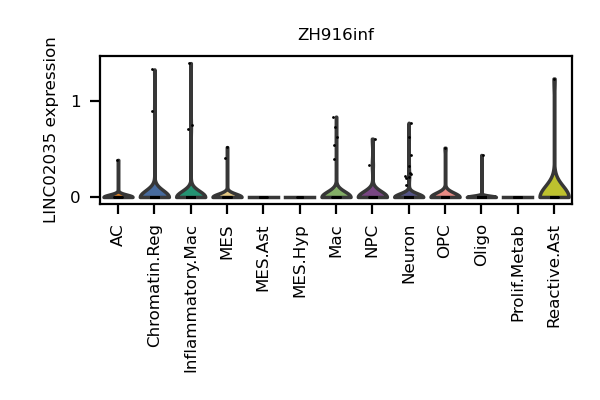 ZH916inf
LINC02035 expression
1
0
AC
Chromatin.Reg
Inflammatory.Mac
MES
MES.Ast
MES.Hyp
Mac
NPC
Neuron
OPC
Oligo
Prolif.Metab
Reactive.Ast